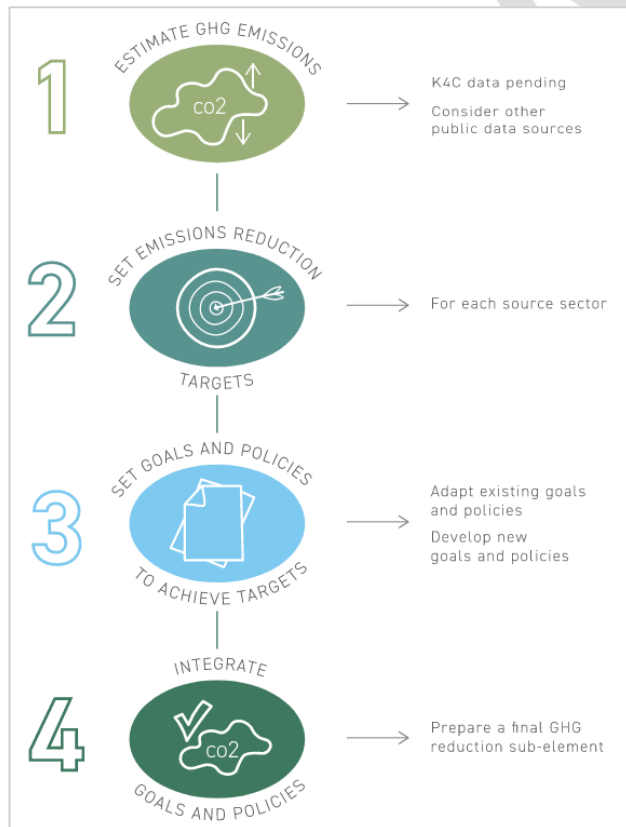 1
ESTIMATE GHG EMISSIONS
co2
K4C data pending
Consider other
public data sources
2
SET EMISSIONS REDUCTION
TARGETS
For each source sector
3
SET GOALS AND POLICIES
TO ACHIEVE TARGETS
Adapt existing goals
and policies
Develop new
goals and policies
4
INTEGRATE
co2
GOALS AND POLICIES
Prepare a final GHG
reduction sub-element